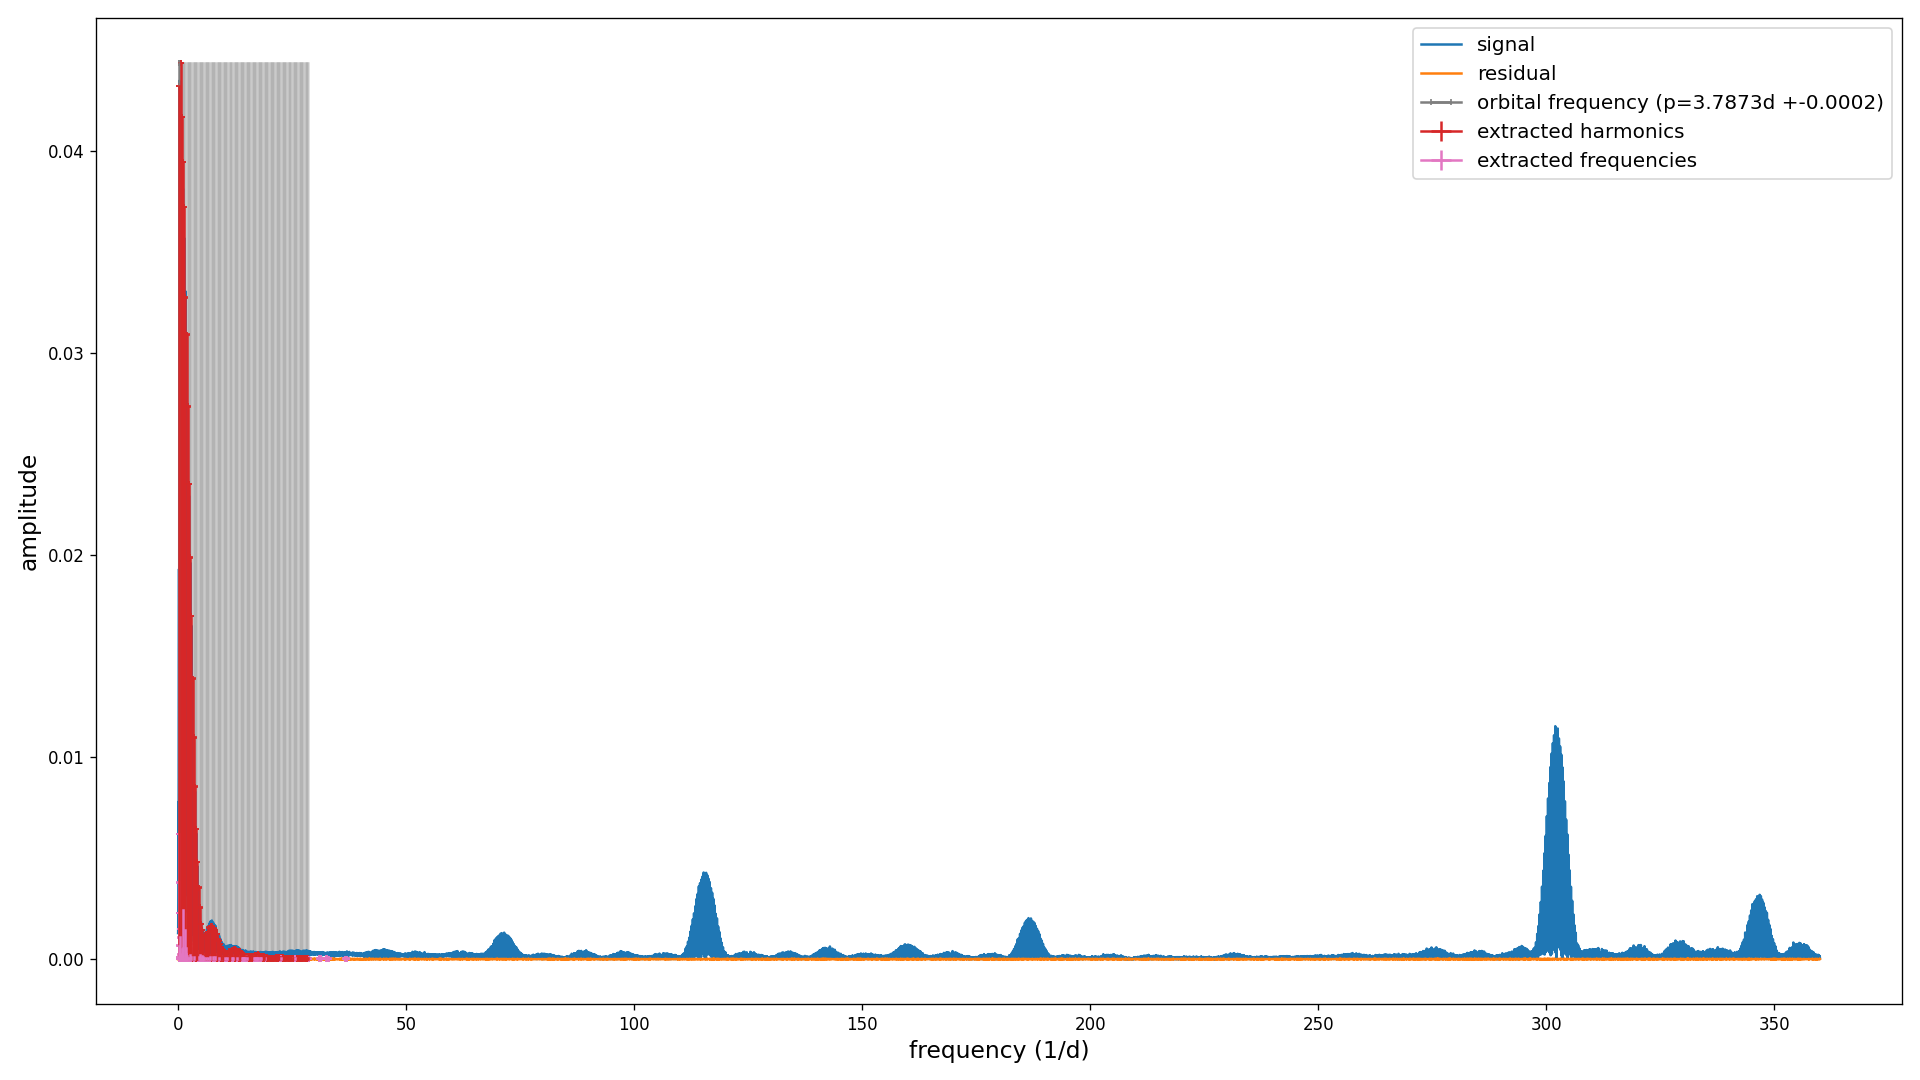 signal
residual
orbital frequency (p=3.7873d +-0.0002)
extracted harmonics
extracted frequencies
0.04
0.03
0.02
0.01
0.00
amplitude
0 50 100 150 200 250 300 350
frequency (1/d)